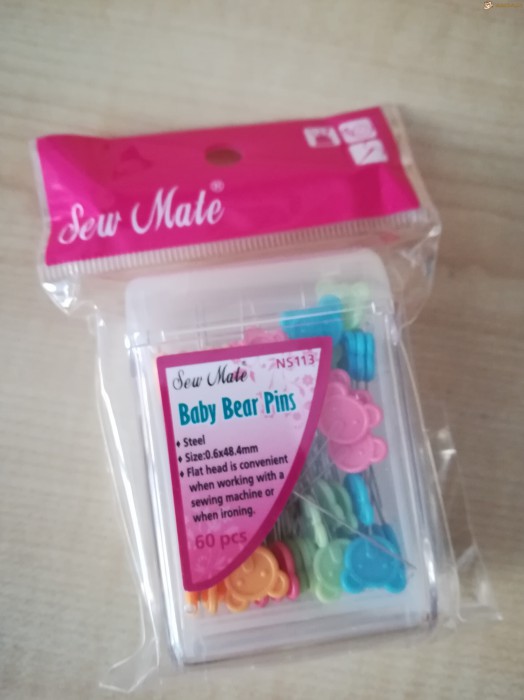 Sew Mate®
Sew Mate®
NS113
Baby Bear Pins
♦ Steel
♦ Size:0.6x48.4mm
♦ Flat head is convenient
when working with a
sewing machine or
when ironing.
60 pcs